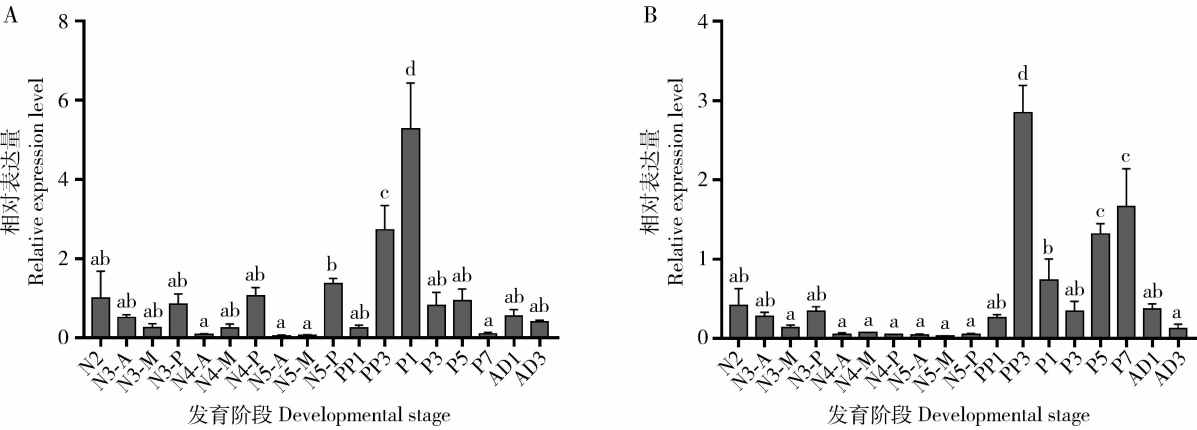 A
8
6
4
2
0
相对表达量
Relative expression level
ab
ab
ab
ab
a
ab
ab
a
a
b
ab
c
d
ab
ab
a
ab
ab
N2
N3-A
N3-M
N3-P
N4-A
N4-M
N4-P
N5-A
N5-M
N5-P
PP1
PP3
P1
P3
P5
P7
AD1
AD3
发育阶段 Developmental stage
B
4
3
2
1
0
相对表达量
Relative expression level
ab
ab
a
ab
a
a
a
a
a
a
ab
d
b
ab
c
c
ab
a
N2
N3-A
N3-M
N3-P
N4-A
N4-M
N4-P
N5-A
N5-M
N5-P
PP1
PP3
P1
P3
P5
P7
AD1
AD3
发育阶段 Developmental stage